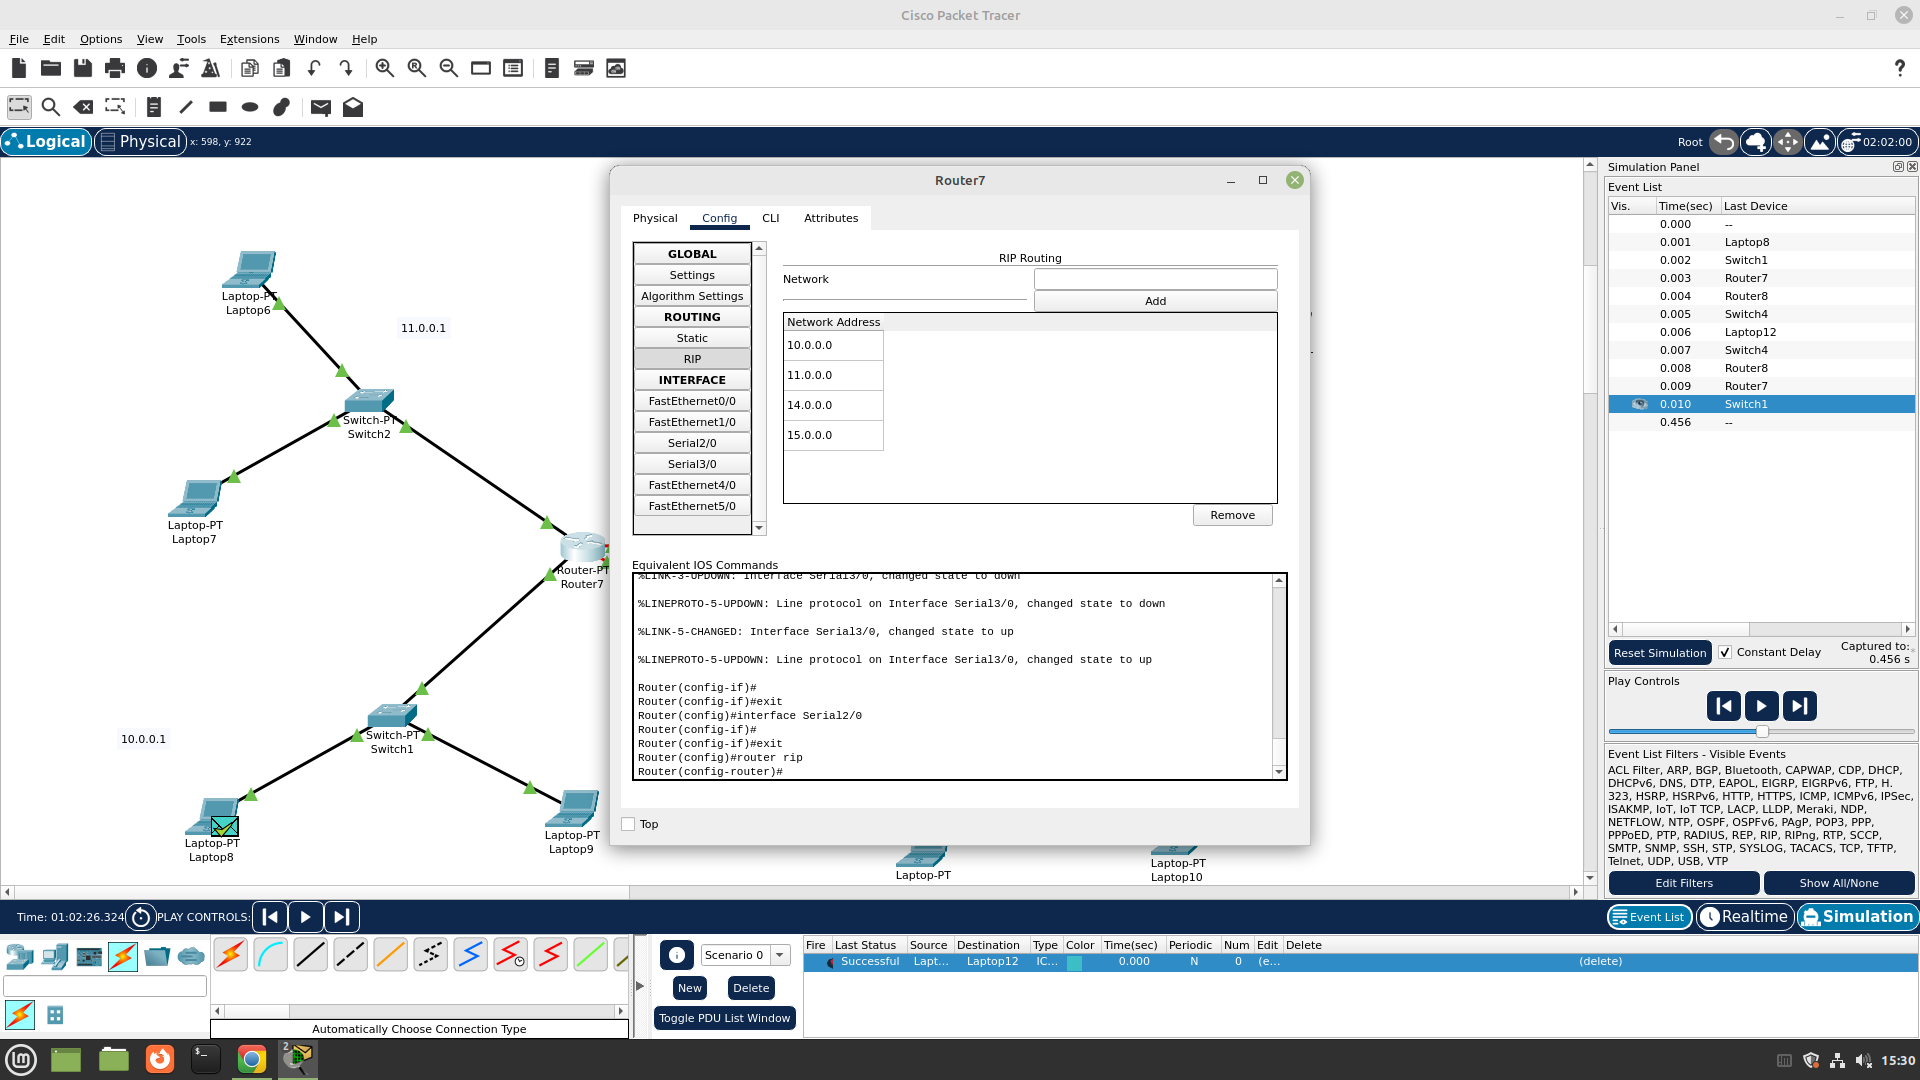 Cisco Packet Tracer
File Edit Options View Tools Extensions Window Help
Logical Physical x: 598, y: 922
Root 02:02:00
Laptop-PT
Laptop6
11.0.0.1
Switch-PT
Switch2
Laptop-PT
Laptop7
Router-PT
Router7
10.0.0.1
Switch-PT
Switch1
Laptop-PT
Laptop8
Laptop-PT
Laptop9
Laptop-PT
Laptop-PT
Laptop10
Router7
Physical Config CLI Attributes
GLOBAL
Settings
Algorithm Settings
ROUTING
Static
RIP
INTERFACE
FastEthernet0/0
FastEthernet1/0
Serial2/0
Serial3/0
FastEthernet4/0
FastEthernet5/0
RIP Routing
Network
Add
Network Address
10.0.0.0
11.0.0.0
14.0.0.0
15.0.0.0
Remove
Equivalent IOS Commands
%LINK-3-UPDOWN: Interface Serial3/0, changed state to down
%LINEPROTO-5-UPDOWN: Line protocol on Interface Serial3/0, changed state to down
%LINK-5-CHANGED: Interface Serial3/0, changed state to up
%LINEPROTO-5-UPDOWN: Line protocol on Interface Serial3/0, changed state to up
Router(config-if)#
Router(config-if)#exit
Router(config)#interface Serial2/0
Router(config-if)#
Router(config-if)#exit
Router(config)#router rip
Router(config-router)#
Top
Simulation Panel
Event List
Vis. Time(sec) Last Device
0.000 --
0.001 Laptop8
0.002 Switch1
0.003 Router7
0.004 Router8
0.005 Switch4
0.006 Laptop12
0.007 Switch4
0.008 Router8
0.009 Router7
0.010 Switch1
0.456 --
Reset Simulation Constant Delay Captured to:
0.456 s
Play Controls
Event List Filters - Visible Events
ACL Filter, ARP, BGP, Bluetooth, CAPWAP, CDP, DHCP,
DHCPv6, DNS, DTP, EAPOL, EIGRP, EIGRPv6, FTP, H.
323, HSRP, HSRPv6, HTTP, HTTPS, ICMP, ICMPv6, IPSec,
ISAKMP, IoT, IoT TCP, LACP, LLDP, Meraki, NDP,
NETFLOW, NTP, OSPF, OSPFv6, PAgP, POP3, PPP,
PPPoED, PTP, RADIUS, REP, RIP, RIPng, RTP, SCCP,
SMTP, SNMP, SSH, STP, SYSLOG, TACACS, TCP, TFTP,
Telnet, UDP, USB, VTP
Edit Filters Show All/None
Time: 01:02:26.324 PLAY CONTROLS:
Event List Realtime Simulation
Automatically Choose Connection Type
Scenario 0
New Delete
Toggle PDU List Window
Fire Last Status Source Destination Type Color Time(sec) Periodic Num Edit Delete
Successful Lapt... Laptop12 IC... 0.000 N 0 (e... (delete)
2
15:30